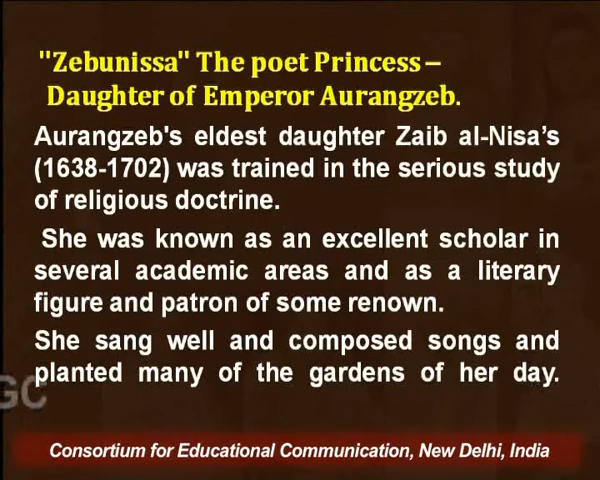 "Zebunissa" The poet Princess –
Daughter of Emperor Aurangzeb.
Aurangzeb's eldest daughter Zaib al-Nisa's
(1638-1702) was trained in the serious study
of religious doctrine.
She was known as an excellent scholar in
several academic areas and as a literary
figure and patron of some renown.
She sang well and composed songs and
planted many of the gardens of her day.
GC
Consortium for Educational Communication, New Delhi, India